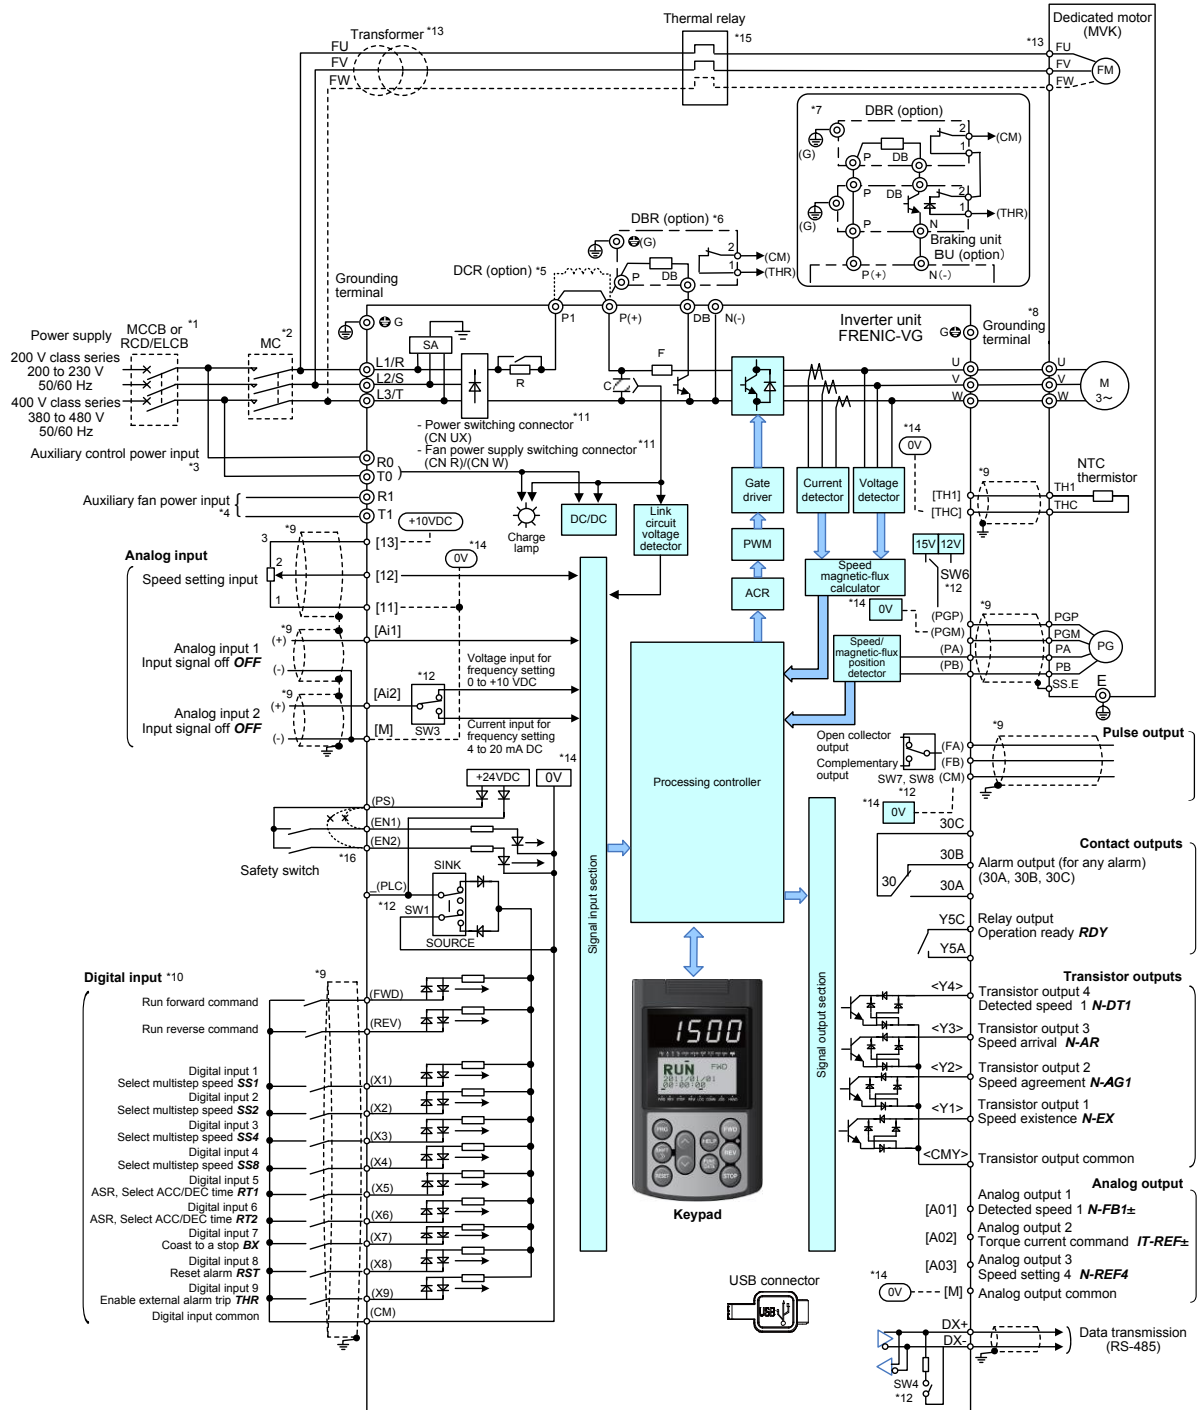 Thermal relay
*15
Dedicated motor
(MVK)
Transformer *13
FU
FV
FW
*13
FU
FV
FW
FM
*7
DBR (option)
(G)
P
DB
2
1
(CM)
(G)
P
DB
2
1
(THR)
P
N
Braking unit
BU (option)
P(+)
N(-)
DBR (option) *6
(G)
P
DB
2
1
(CM)
(THR)
DCR (option) *5
Grounding
terminal
G
P1
P(+)
DB
N(-)
Inverter unit
FRENIC-VG
*8
G
Grounding
terminal
Power supply
200 V class series
200 to 230 V
50/60 Hz
400 V class series
380 to 480 V
50/60 Hz
MCCB or
RCD/ELCB
*1
MC
*2
L1/R
L2/S
L3/T
SA
R
C
F
U
V
W
U
V
W
M
3～
- Power switching connector *11
(CN UX)
- Fan power supply switching connector *11
(CN R)/(CN W)
Auxiliary control power input
*3
R0
T0
Auxiliary fan power input
*4
R1
T1
Charge
lamp
DC/DC
Link
circuit
voltage
detector
Gate
driver
PWM
ACR
Current
detector
Voltage
detector
Speed
magnetic-flux
calculator
Speed/
magnetic-flux
position
detector
*14
0V
[TH1]
[THC]
*9
TH1
THC
NTC
thermistor
15V
12V
SW6
*12
*14
0V
(PGP)
(PGM)
(PA)
(PB)
*9
PGP
PGM
PA
PB
SS.E
PG
E
Analog input
Speed setting input
3
2
1
*9
[13]
+10VDC
*14
0V
[12]
[11]
Analog input 1
Input signal off OFF
(+)
(-)
*9
[Ai1]
Analog input 2
Input signal off OFF
(+)
(-)
*9
[Ai2]
[M]
*12
SW3
Voltage input for
frequency setting
0 to +10 VDC
Current input for
frequency setting
4 to 20 mA DC
+24VDC
*14
0V
(PS)
(EN1)
(EN2)
*16
Safety switch
(PLC)
*12
SW1
SINK
SOURCE
Signal input section
Processing controller
Signal output section
Open collector
output
Complementary
output
SW7, SW8
*12
(FA)
(FB)
(CM)
*9
Pulse output
*14
0V
Contact outputs
30C
30B
30
30A
Alarm output (for any alarm)
(30A, 30B, 30C)
Y5C
Y5A
Relay output
Operation ready RDY
Transistor outputs
<Y4>
Transistor output 4
Detected speed 1 N-DT1
<Y3>
Transistor output 3
Speed arrival N-AR
<Y2>
Transistor output 2
Speed agreement N-AG1
<Y1>
Transistor output 1
Speed existence N-EX
<CMY>
Transistor output common
Analog output
[A01]
Analog output 1
Detected speed 1 N-FB1±
[A02]
Analog output 2
Torque current command IT-REF±
[A03]
Analog output 3
Speed setting 4 N-REF4
*14
0V
[M]
Analog output common
DX+
DX-
Data transmission
(RS-485)
SW4
*12
Digital input *10
*9
Run forward command
(FWD)
Run reverse command
(REV)
Digital input 1
Select multistep speed SS1
(X1)
Digital input 2
Select multistep speed SS2
(X2)
Digital input 3
Select multistep speed SS4
(X3)
Digital input 4
Select multistep speed SS8
(X4)
Digital input 5
ASR, Select ACC/DEC time RT1
(X5)
Digital input 6
ASR, Select ACC/DEC time RT2
(X6)
Digital input 7
Coast to a stop BX
(X7)
Digital input 8
Reset alarm RST
(X8)
Digital input 9
Enable external alarm trip THR
(X9)
Digital input common
(CM)
1500
RUN FWD
2011/01/01
00:00:00
PRG
HELP
FWD
REV
RESET
STOP
Keypad
USB connector
USB